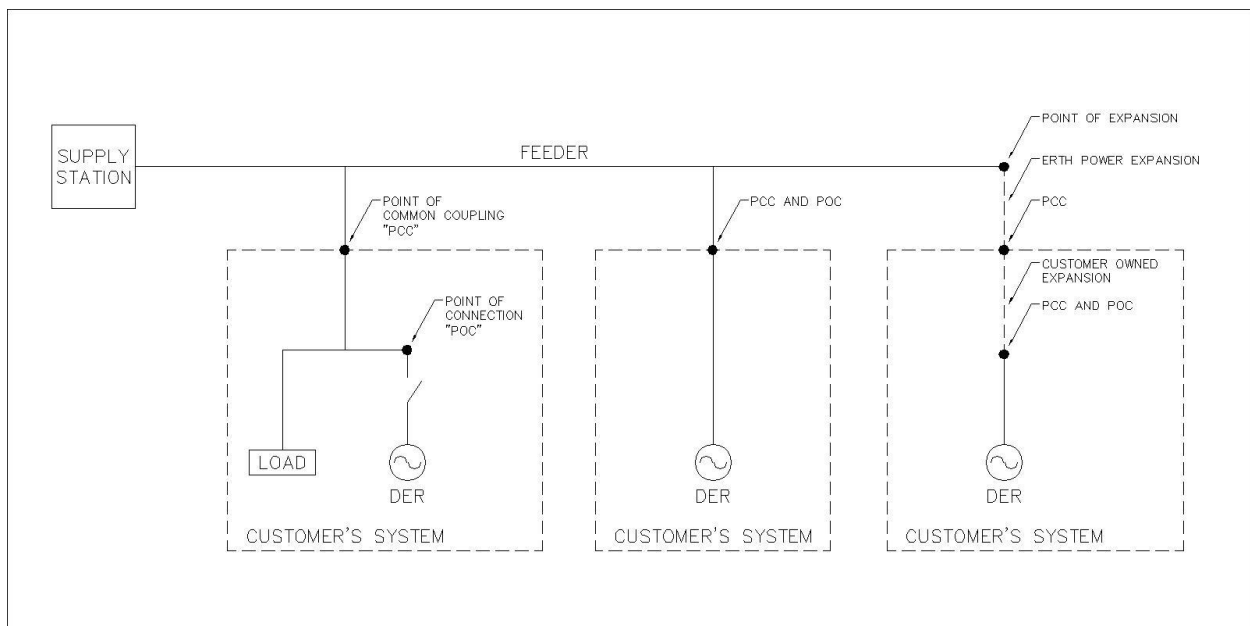 SUPPLY
STATION
FEEDER
POINT OF
COMMON COUPLING
"PCC"
POINT OF
CONNECTION
"POC"
LOAD
DER
CUSTOMER'S SYSTEM
PCC AND POC
DER
CUSTOMER'S SYSTEM
POINT OF EXPANSION
ERTH POWER EXPANSION
PCC
CUSTOMER OWNED
EXPANSION
PCC AND POC
DER
CUSTOMER'S SYSTEM